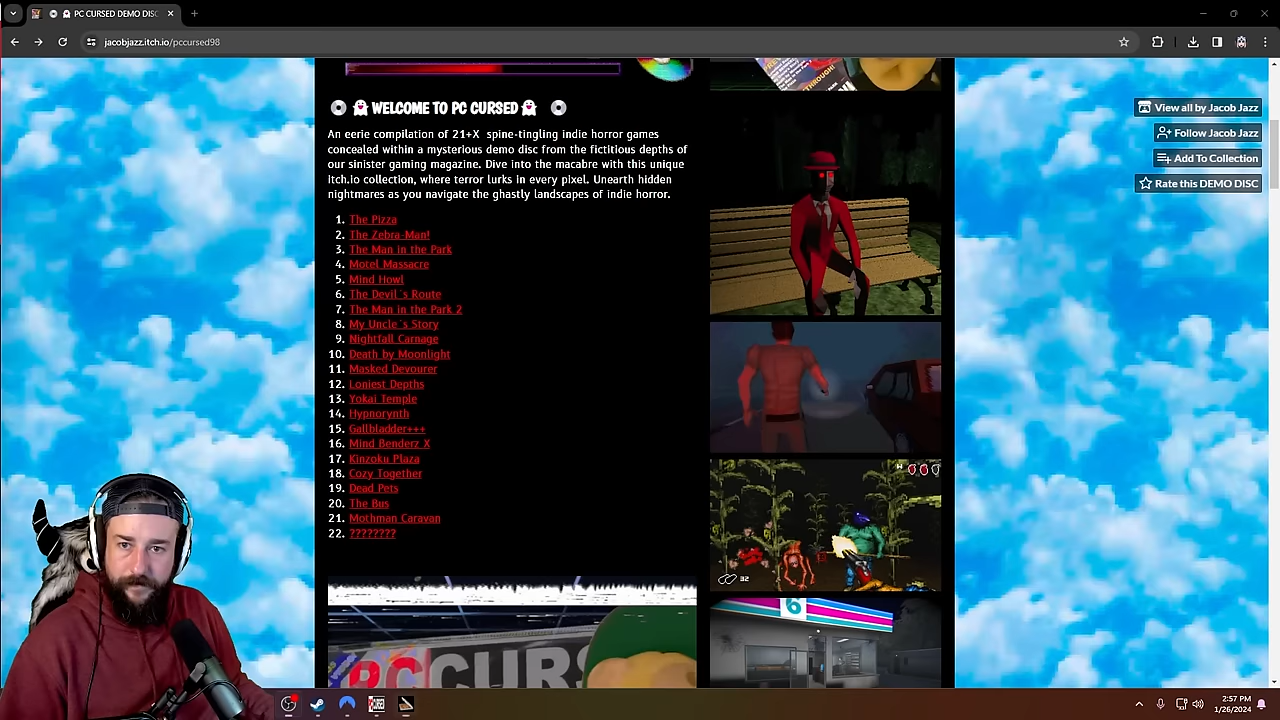 PC CURSED DEMO DISC
jacobjazz.itch.io/pccursed98
WELCOME TO PC CURSED
An eerie compilation of 21+X spine-tingling indie horror games
concealed within a mysterious demo disc from the fictitious depths of
our sinister gaming magazine. Dive into the macabre with this unique
Itch.io collection, where terror lurks in every pixel. Unearth hidden
nightmares as you navigate the ghastly landscapes of indie horror.
1. The Pizza
2. The Zebra-Man!
3. The Man in the Park
4. Motel Massacre
5. Mind Howl
6. The Devil´s Route
7. The Man in the Park 2
8. My Uncle´s Story
9. Nightfall Carnage
10. Death by Moonlight
11. Masked Devourer
12. Loniest Depths
13. Yokai Temple
14. Hypnorynth
15. Gallbladder+++
16. Mind Benderz X
17. Kinzoku Plaza
18. Cozy Together
19. Dead Pets
20. The Bus
21. Mothman Caravan
22. ????????
PC CURS
THROUGH!
32
6
View all by Jacob Jazz
Follow Jacob Jazz
Add To Collection
Rate this DEMO DISC
2:57 PM
1/26/2024